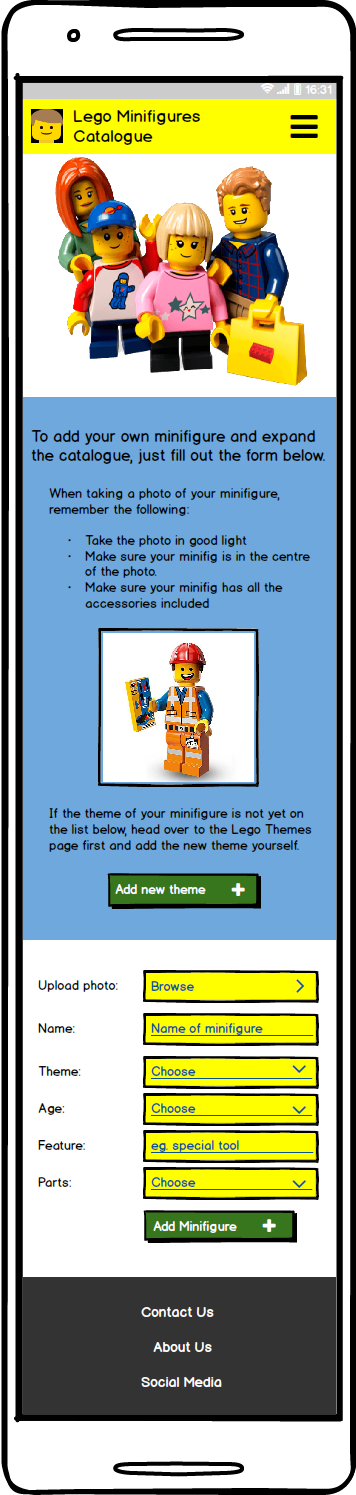 16:31
Lego Minifigures
Catalogue
To add your own minifigure and expand
the catalogue, just fill out the form below.
When taking a photo of your minifigure,
remember the following:
· Take the photo in good light
· Make sure your minifig is in the centre
of the photo.
· Make sure your minifig has all the
accessories included
If the theme of your minifigure is not yet on
the list below, head over to the Lego Themes
page first and add the new theme yourself.
Add new theme
Upload photo: Browse
Name: Name of minifigure
Theme: Choose
Age: Choose
Feature: eg. special tool
Parts: Choose
Add Minifigure
Contact Us
About Us
Social Media